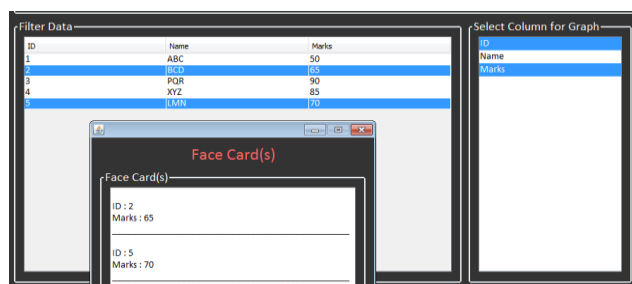 Filter Data
ID Name Marks
1 ABC 50
2 BCD 65
3 PQR 90
4 XYZ 85
5 LMN 70
Select Column for Graph
ID
Name
Marks
Face Card(s)
Face Card(s)
ID : 2
Marks : 65
ID : 5
Marks : 70